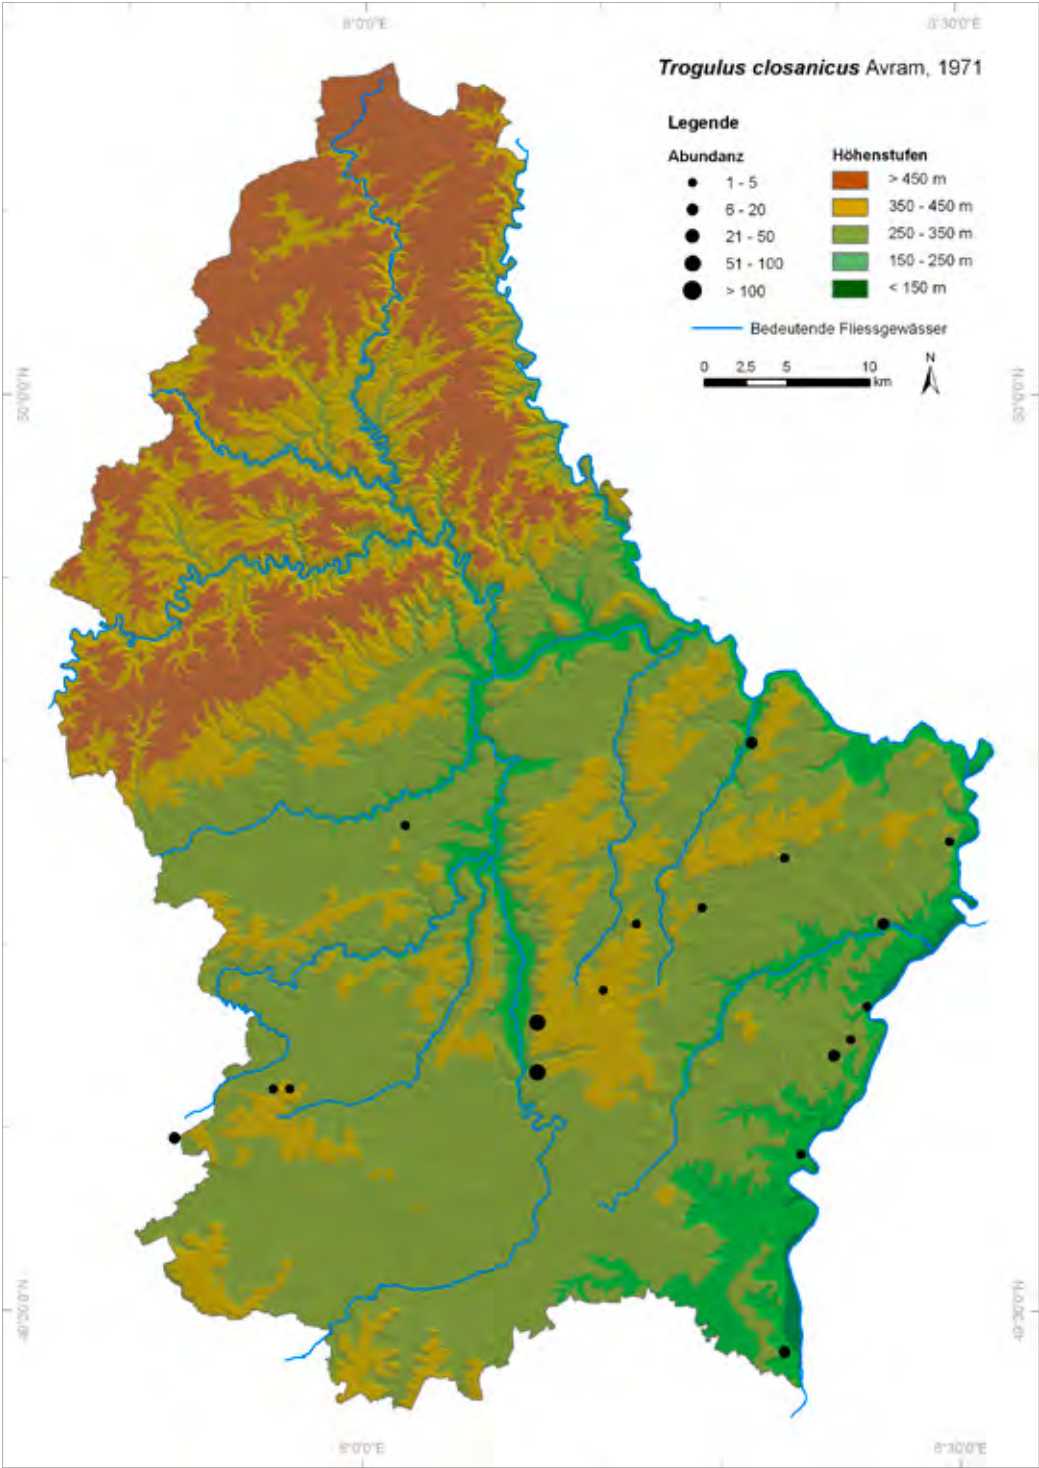 6°0'0"E
6°30'0"E
Trogulus closanicus Avram, 1971
Legende
Abundanz
Höhenstufen
1 - 5
> 450 m
6 - 20
350 - 450 m
21 - 50
250 - 350 m
51 - 100
150 - 250 m
> 100
< 150 m
Bedeutende Fliessgewässer
0 2,5 5 10
km
N
50°0'0"N
50°0'0"N
49°30'0"N
49°30'0"N
6°0'0"E
6°30'0"E